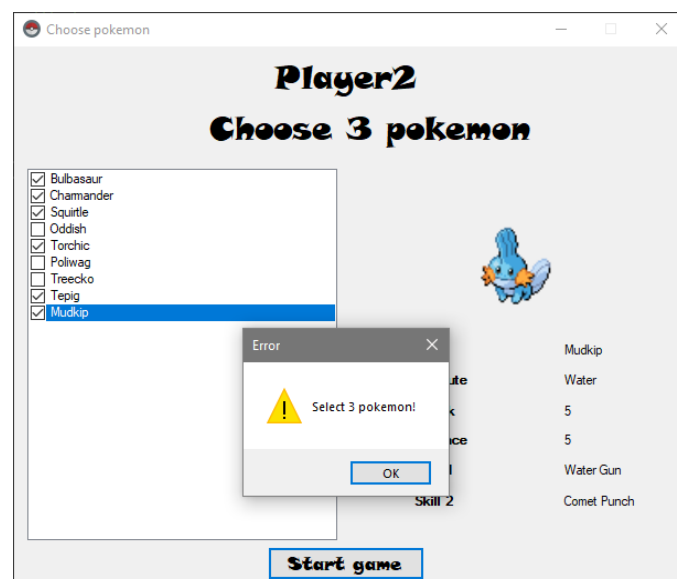 Choose pokemon
Player2
Choose 3 pokemon
Bulbasaur
Charmander
Squirtle
Oddish
Torchic
Poliwag
Treecko
Tepig
Mudkip
Error
Select 3 pokemon!
OK
Mudkip
Water
5
5
Water Gun
Skill 2 Comet Punch
Start game